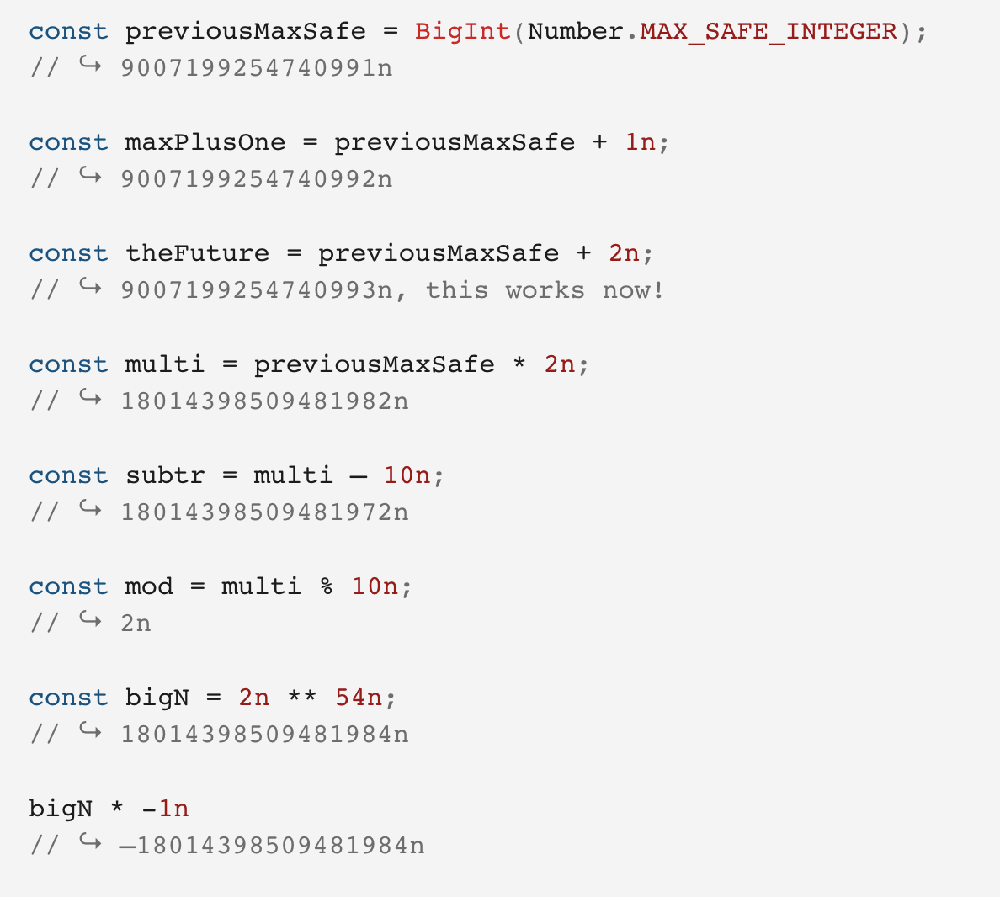 const previousMaxSafe = BigInt(Number.MAX_SAFE_INTEGER);
// ↪ 9007199254740991n
const maxPlusOne = previousMaxSafe + 1n;
// ↪ 9007199254740992n
const theFuture = previousMaxSafe + 2n;
// ↪ 9007199254740993n, this works now!
const multi = previousMaxSafe * 2n;
// ↪ 18014398509481982n
const subtr = multi – 10n;
// ↪ 18014398509481972n
const mod = multi % 10n;
// ↪ 2n
const bigN = 2n ** 54n;
// ↪ 18014398509481984n
bigN * -1n
// ↪ –18014398509481984n